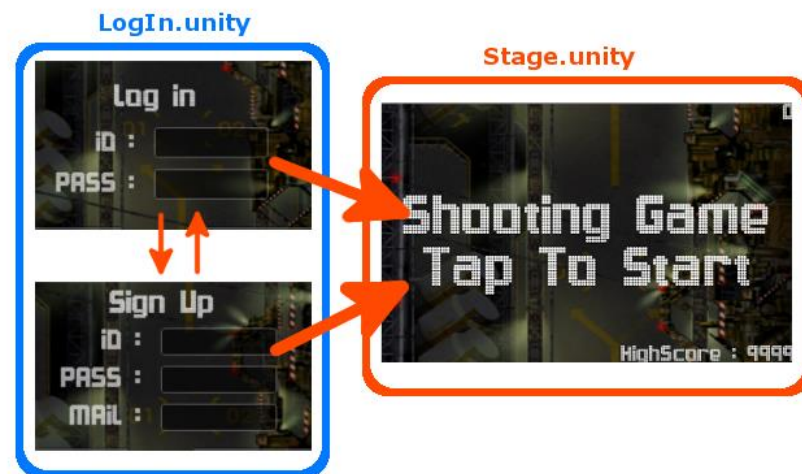 LogIn.unity
Log in
iD :
PASS :
Sign Up
iD :
PASS :
MAiL :
Stage.unity
0
Shooting Game
Tap To Start
HighScore : 9999